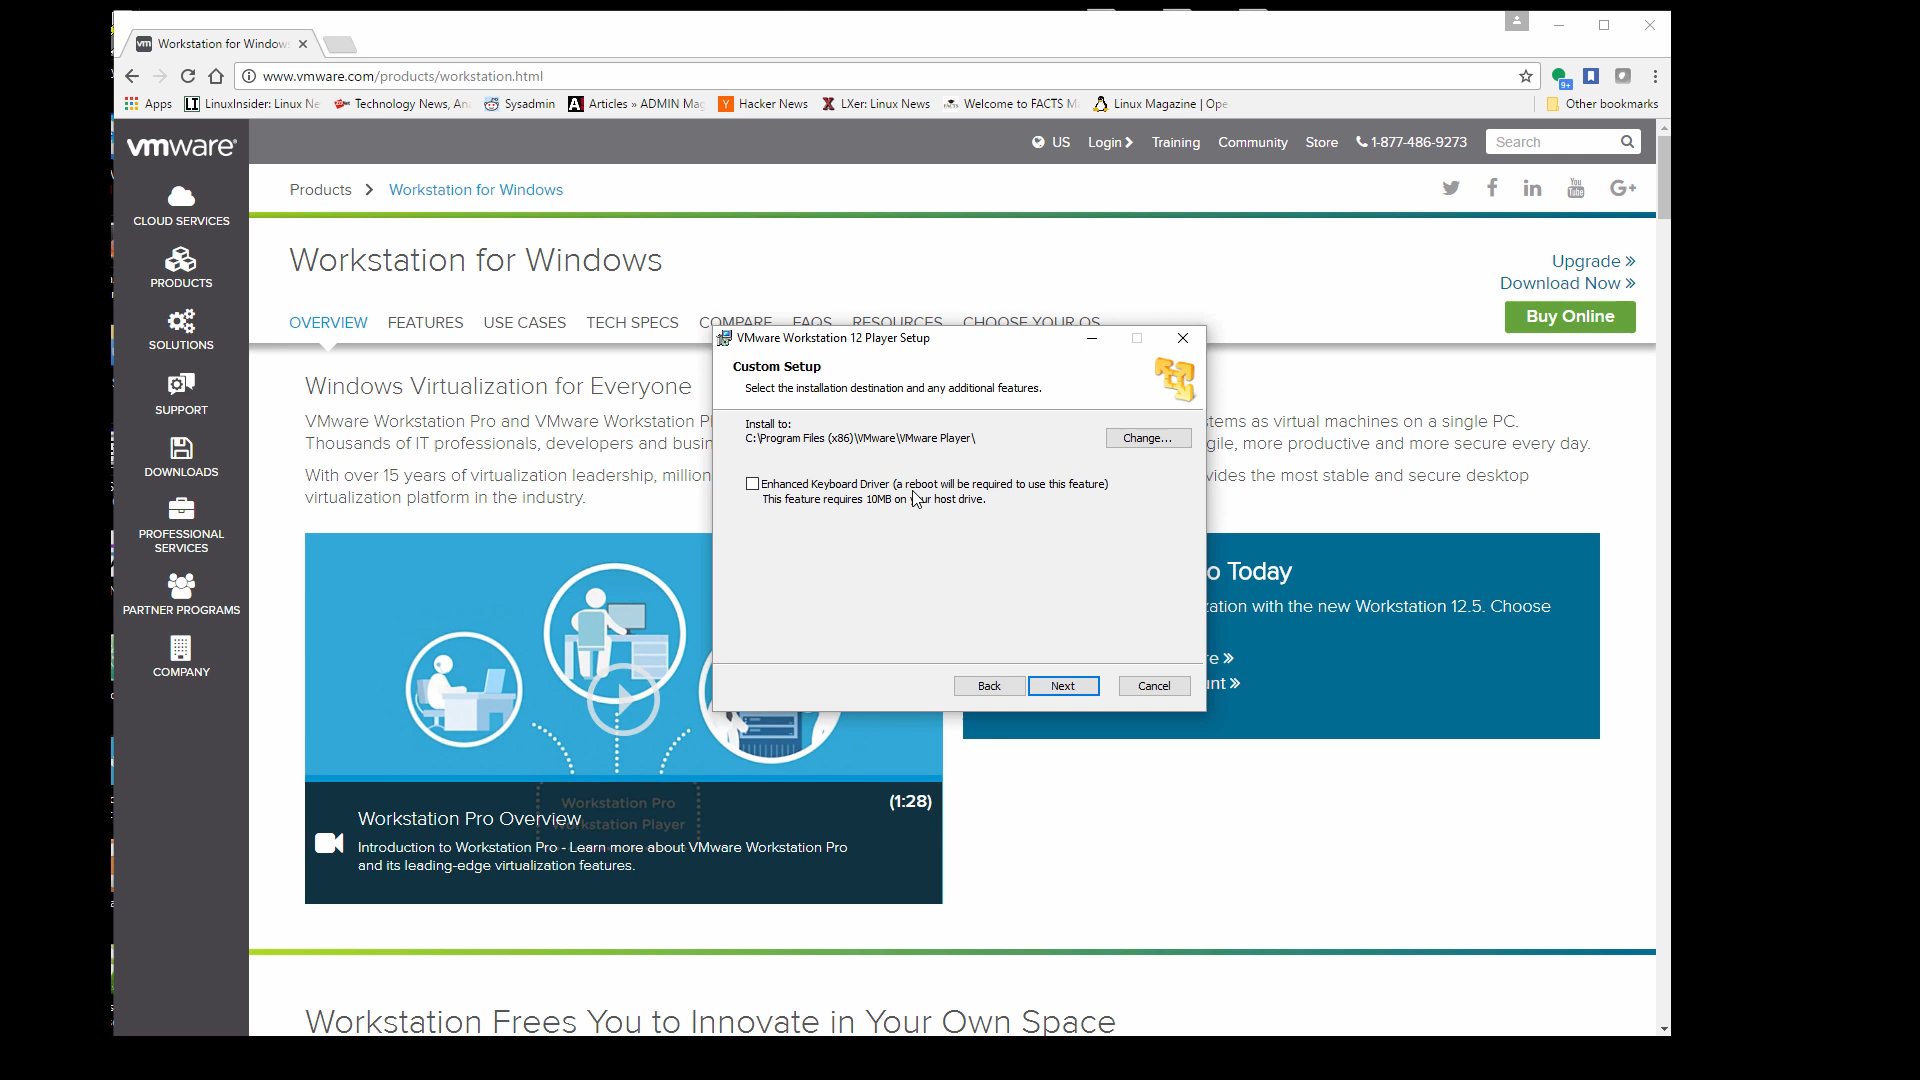 Workstation for Window
www.vmware.com/products/workstation.html
Apps
LinuxInsider: Linux Ne
Technology News, An
Sysadmin
Articles » ADMIN Mag
Hacker News
LXer: Linux News
Welcome to FACTS M
Linux Magazine | Ope
Other bookmarks
vmware
US
Login
Training
Community
Store
1-877-486-9273
Search
CLOUD SERVICES
PRODUCTS
SOLUTIONS
SUPPORT
DOWNLOADS
PROFESSIONAL
SERVICES
PARTNER PROGRAMS
COMPANY
Products > Workstation for Windows
Workstation for Windows
Upgrade »
Download Now »
Buy Online
OVERVIEW
FEATURES
USE CASES
TECH SPECS
COMPARE
FAQS
RESOURCES
CHOOSE YOUR OS
Windows Virtualization for Everyone
VMware Workstation Pro and VMware Workstation Pl
stems as virtual machines on a single PC.
Thousands of IT professionals, developers and busin
gile, more productive and more secure every day.
With over 15 years of virtualization leadership, million
vides the most stable and secure desktop
virtualization platform in the industry.
VMware Workstation 12 Player Setup
Custom Setup
Select the installation destination and any additional features.
Install to:
C:\Program Files (x86)\VMware\VMware Player\
Change...
Enhanced Keyboard Driver (a reboot will be required to use this feature)
This feature requires 10MB on your host drive.
Back
Next
Cancel
o Today
zation with the new Workstation 12.5. Choose
re »
unt »
Workstation Pro
Workstation Player
(1:28)
Workstation Pro Overview
Introduction to Workstation Pro - Learn more about VMware Workstation Pro
and its leading-edge virtualization features.
Workstation Frees You to Innovate in Your Own Space